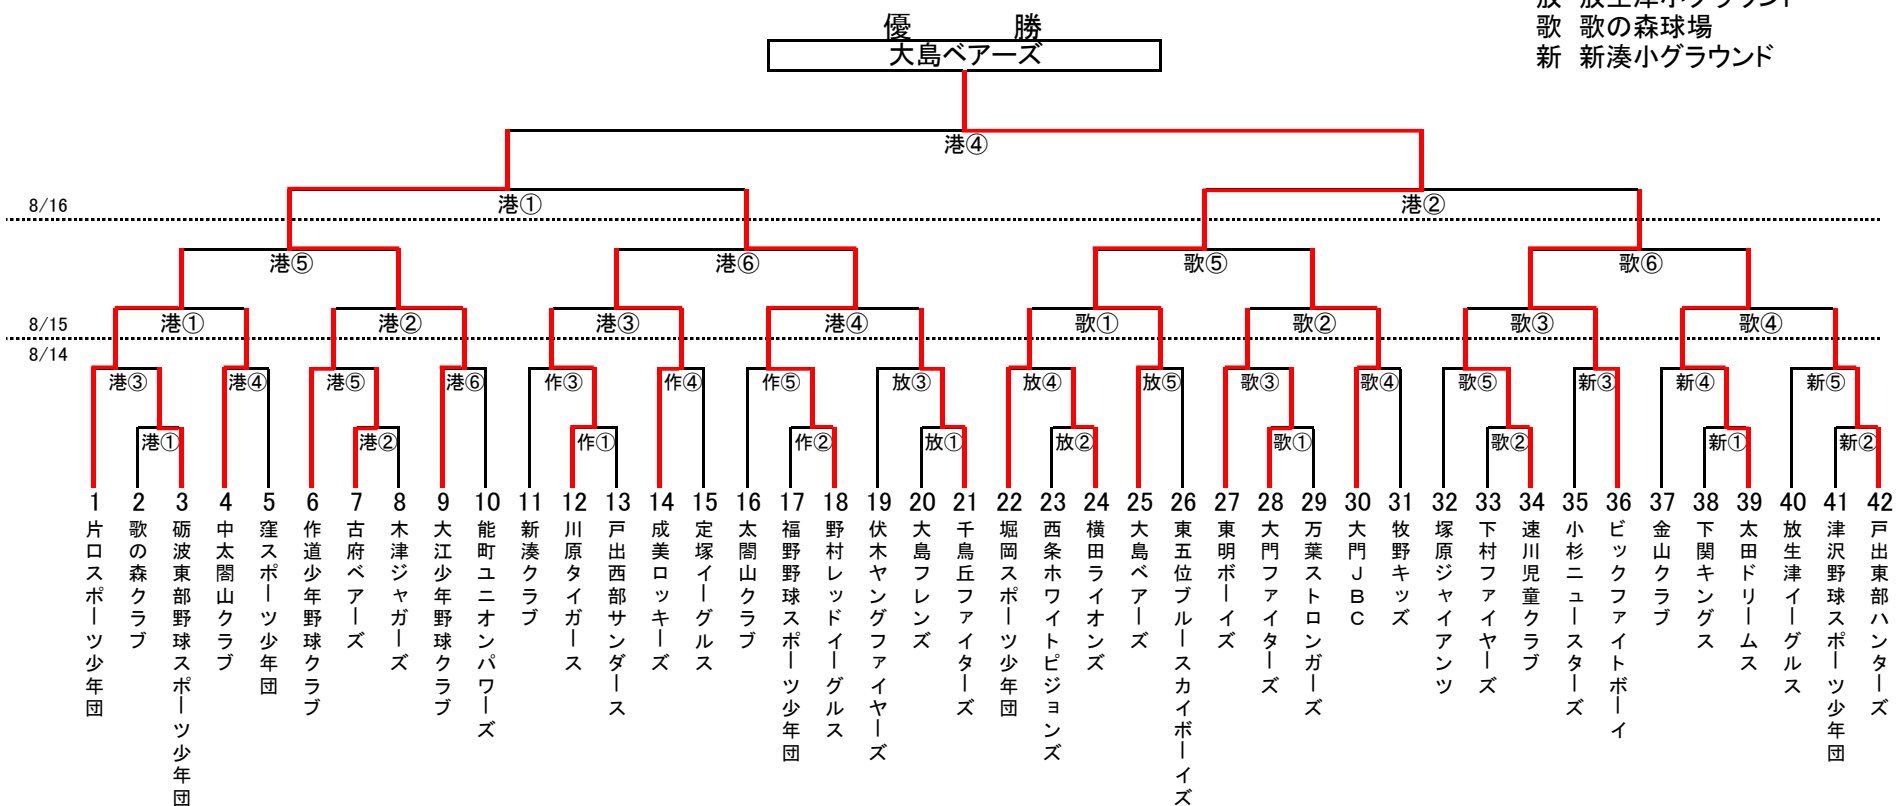 放 放生津小グラウンド
優 勝
歌 歌の森球場
大島ベアーズ
新 新湊小グラウンド
港④
8/16
港① 港②
港⑤ 港⑥ 歌⑤ 歌⑥
8/15
港① 港② 港③ 港④ 歌① 歌② 歌③ 歌④
8/14
港③ 港④ 港⑤ 港⑥ 作③ 作④ 作⑤ 放③ 放④ 放⑤ 歌③ 歌④ 歌⑤ 新③ 新④ 新⑤
港① 港② 作① 作② 放① 放② 歌① 歌② 新① 新②
1 片口スポーツ少年団
2 歌の森クラブ
3 砺波東部野球スポーツ少年団
4 中太閤山クラブ
5 窪スポーツ少年団
6 作道少年野球クラブ
7 古府ベアーズ
8 木津ジャガーズ
9 大江少年野球クラブ
10 能町ユニオンパワーズ
11 新湊クラブ
12 川原タイガース
13 戸出西部サンダース
14 成美ロッキーズ
15 定塚イーグルス
16 太閤山クラブ
17 福野野球スポーツ少年団
18 野村レッドイーグルス
19 伏木ヤングファイヤーズ
20 大島フレンズ
21 千鳥丘ファイターズ
22 堀岡スポーツ少年団
23 西条ホワイトピジョンズ
24 横田ライオンズ
25 大島ベアーズ
26 東五位ブルースカイボーイズ
27 東明ボーイズ
28 大門ファイターズ
29 万葉ストロンガーズ
30 大門JBC
31 牧野キッズ
32 塚原ジャイアンツ
33 下村ファイヤーズ
34 速川児童クラブ
35 小杉ニュースターズ
36 ビックファイトボーイ
37 金山クラブ
38 下関キングス
39 太田ドリームス
40 放生津イーグルス
41 津沢野球スポーツ少年団
42 戸出東部ハンターズ